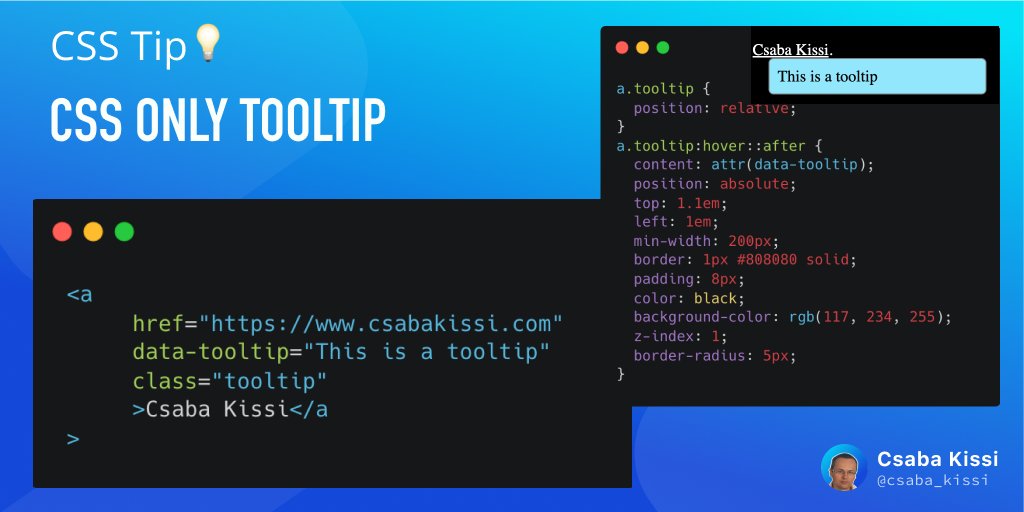 CSS Tip💡
CSS ONLY TOOLTIP
<a
href="https://www.csabakissi.com"
data-tooltip="This is a tooltip"
class="tooltip"
>Csaba Kissi</a
>
Csaba Kissi.
This is a tooltip
a.tooltip {
position: relative;
}
a.tooltip:hover::after {
content: attr(data-tooltip);
position: absolute;
top: 1.1em;
left: 1em;
min-width: 200px;
border: 1px #808080 solid;
padding: 8px;
color: black;
background-color: rgb(117, 234, 255);
z-index: 1;
border-radius: 5px;
}
Csaba Kissi
@csaba_kissi